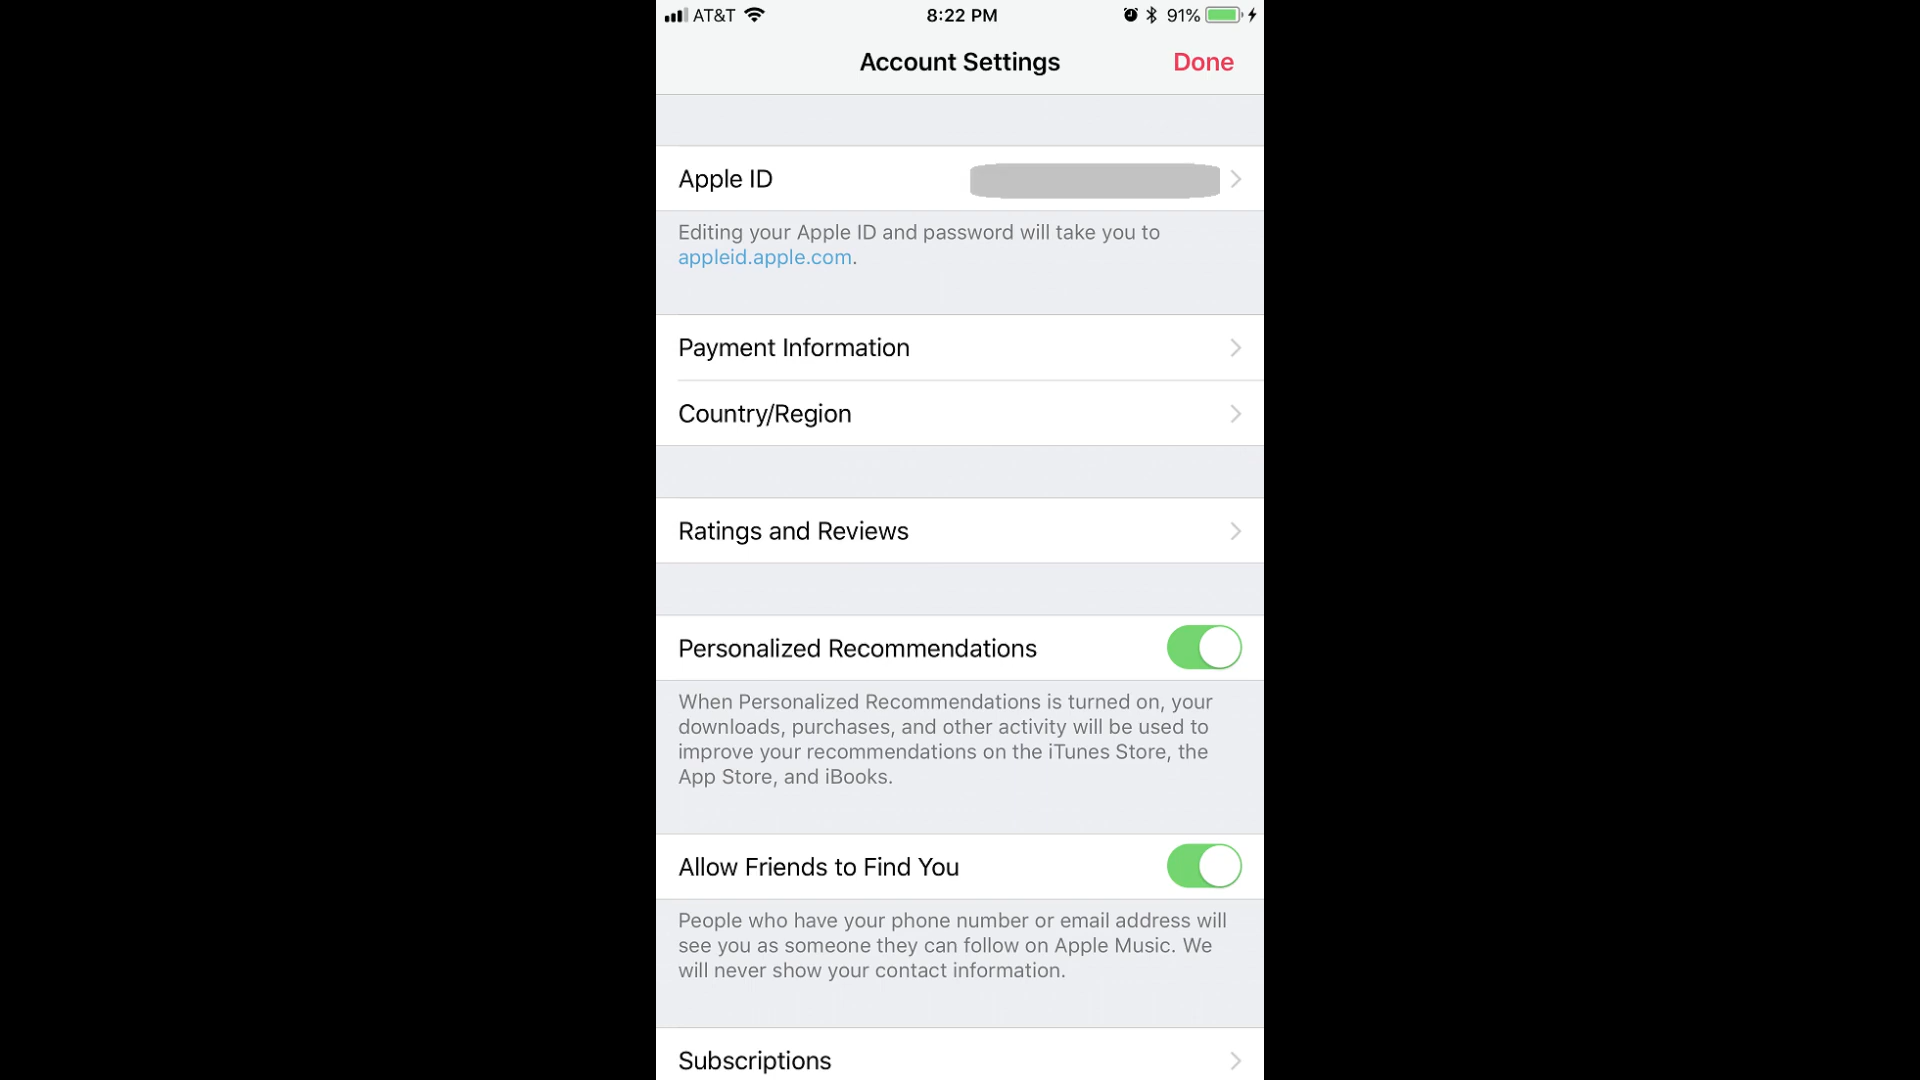 AT&T 8:22 PM 91%
Account Settings Done
Apple ID
Editing your Apple ID and password will take you to
appleid.apple.com.
Payment Information
Country/Region
Ratings and Reviews
Personalized Recommendations
When Personalized Recommendations is turned on, your
downloads, purchases, and other activity will be used to
improve your recommendations on the iTunes Store, the
App Store, and iBooks.
Allow Friends to Find You
People who have your phone number or email address will
see you as someone they can follow on Apple Music. We
will never show your contact information.
Subscriptions